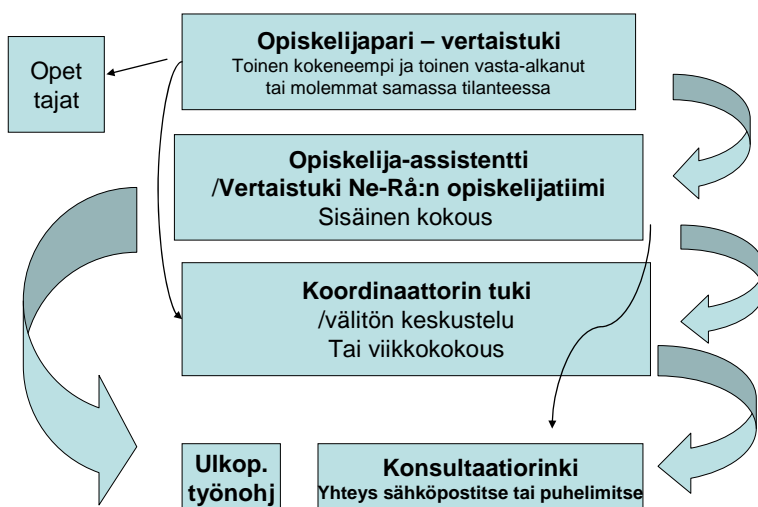 Opiskelijapari – vertaistuki
Toinen kokeneempi ja toinen vasta-alkanut
tai molemmat samassa tilanteessa
Opet
tajat
Opiskelija-assistentti
/Vertaistuki Ne-Rå:n opiskelijatiimi
Sisäinen kokous
Koordinaattorin tuki
/välitön keskustelu
Tai viikkokokous
Ulkop.
työnohj
Konsultaatiorinki
Yhteys sähköpostitse tai puhelimitse